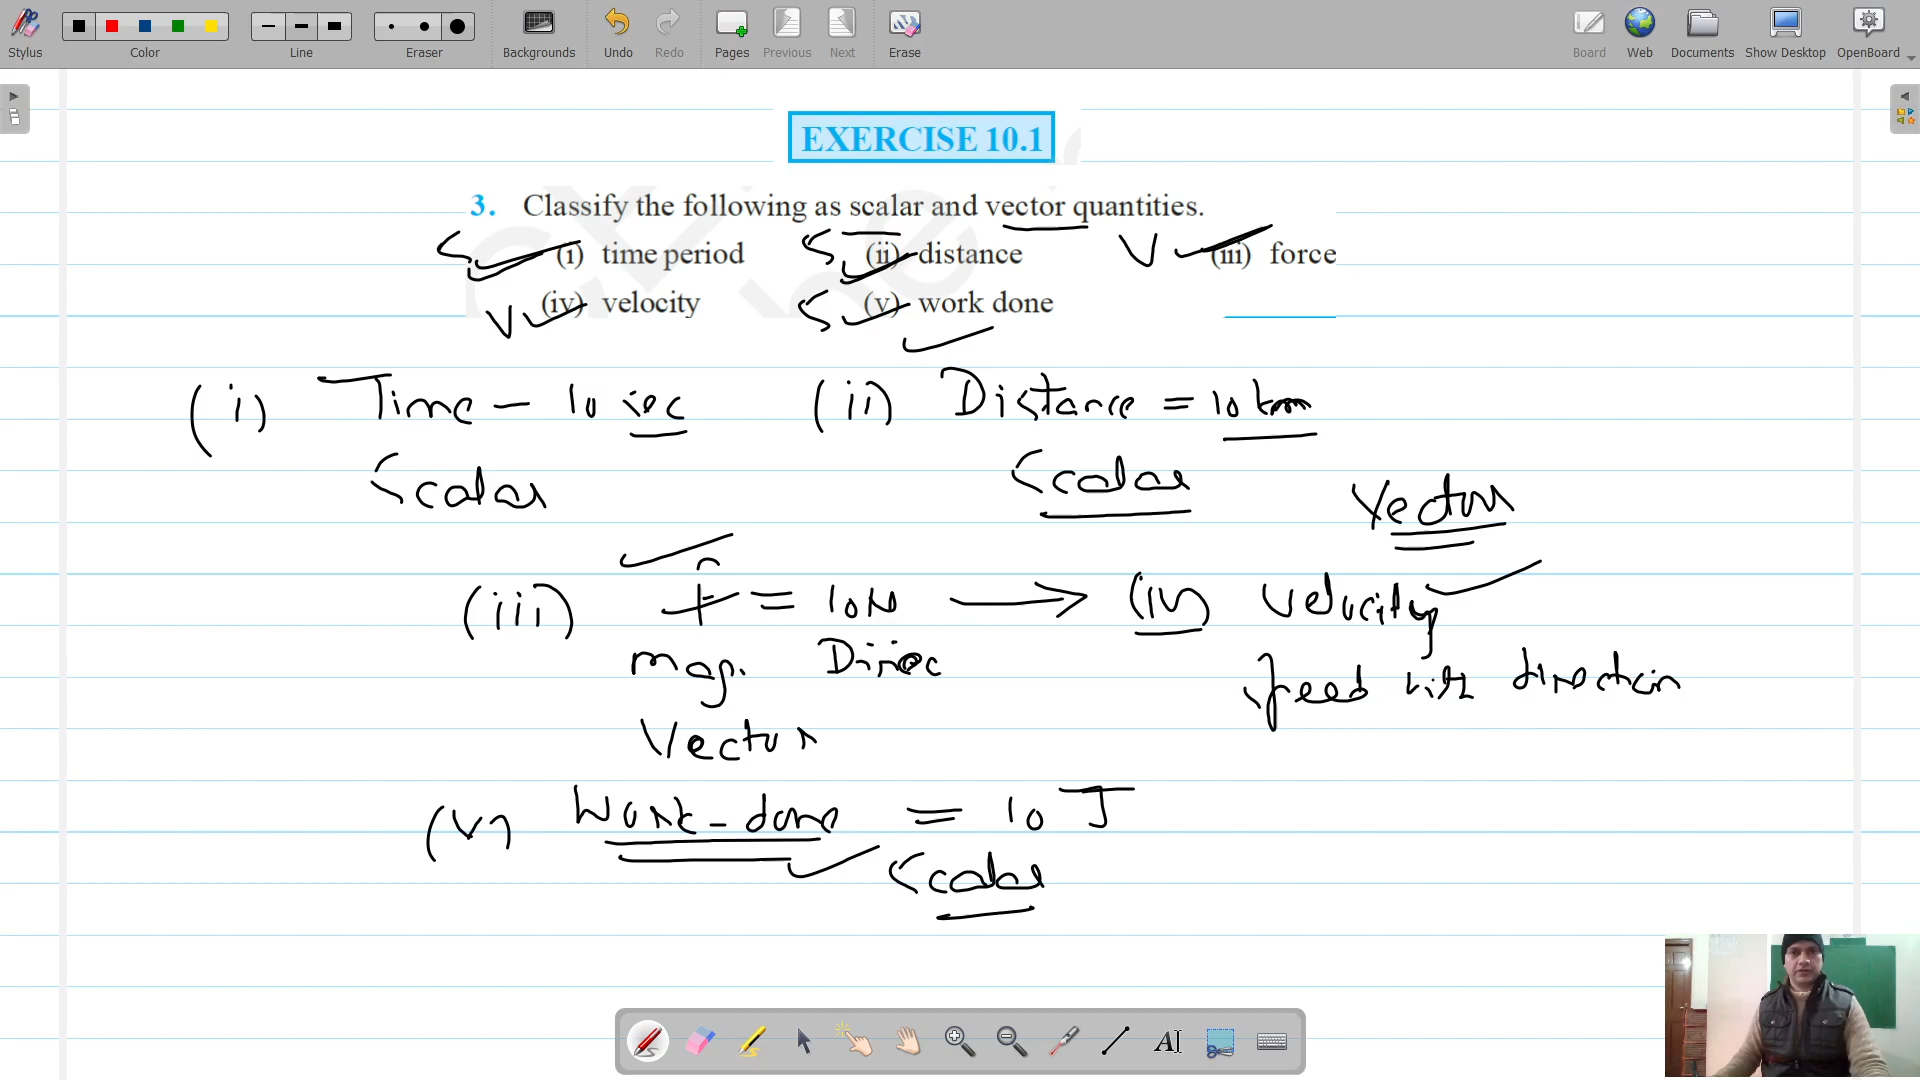 Stylus Color Line Eraser Backgrounds Undo Redo Pages Previous Next Erase Board Web Documents Show Desktop OpenBoard
EXERCISE 10.1
3. Classify the following as scalar and vector quantities.
S (i) time period S (ii) distance V (iii) force
V (iv) velocity S (v) work done
(i) Time - 10 sec (ii) Distance = 10 km
Scalar Scalar Vector
(iii) F = 10N → (iv) Velocity
mag. Direc speed with direction
Vector
(v) Work-done = 10 J
Scalar